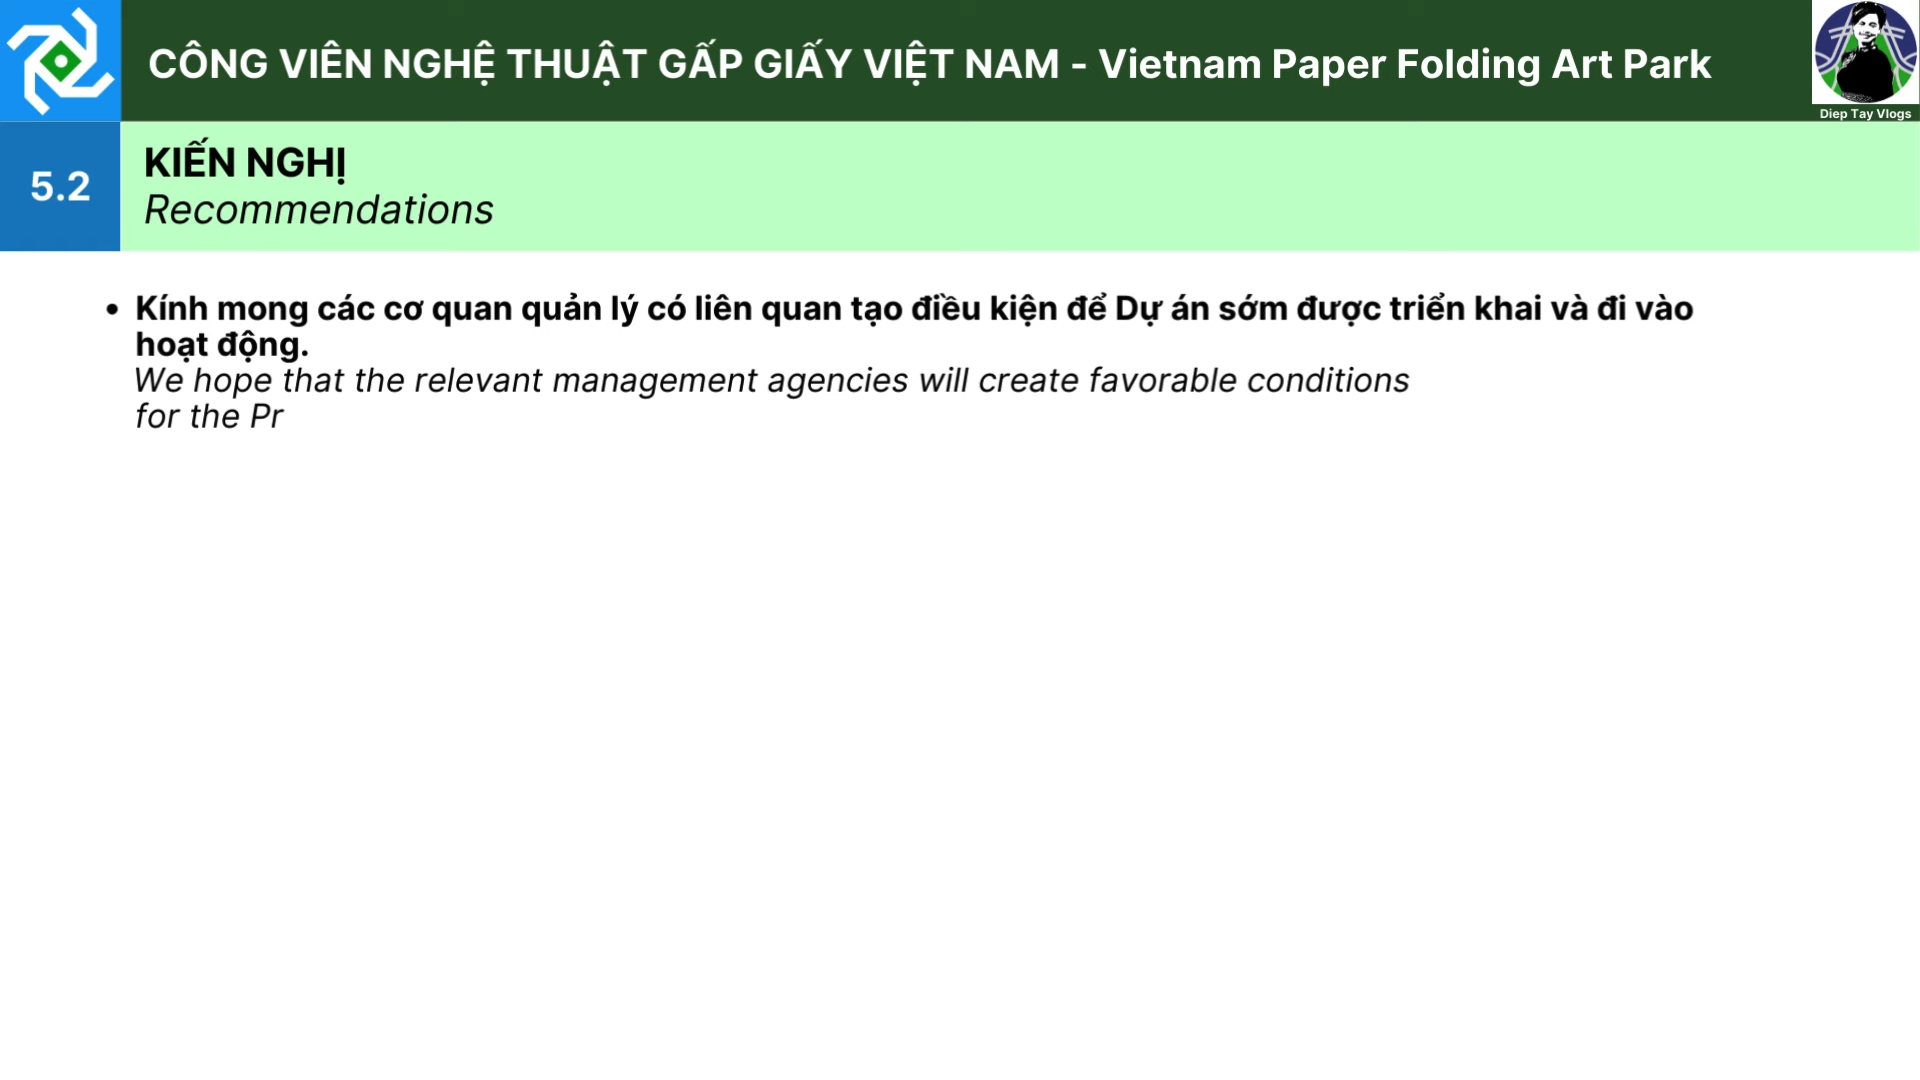 CÔNG VIÊN NGHỆ THUẬT GẤP GIẤY VIỆT NAM - Vietnam Paper Folding Art Park
Diep Tay Vlogs
5.2
KIẾN NGHỊ
Recommendations
• Kính mong các cơ quan quản lý có liên quan tạo điều kiện để Dự án sớm được triển khai và đi vào
hoạt động.
We hope that the relevant management agencies will create favorable conditions
for the Pr